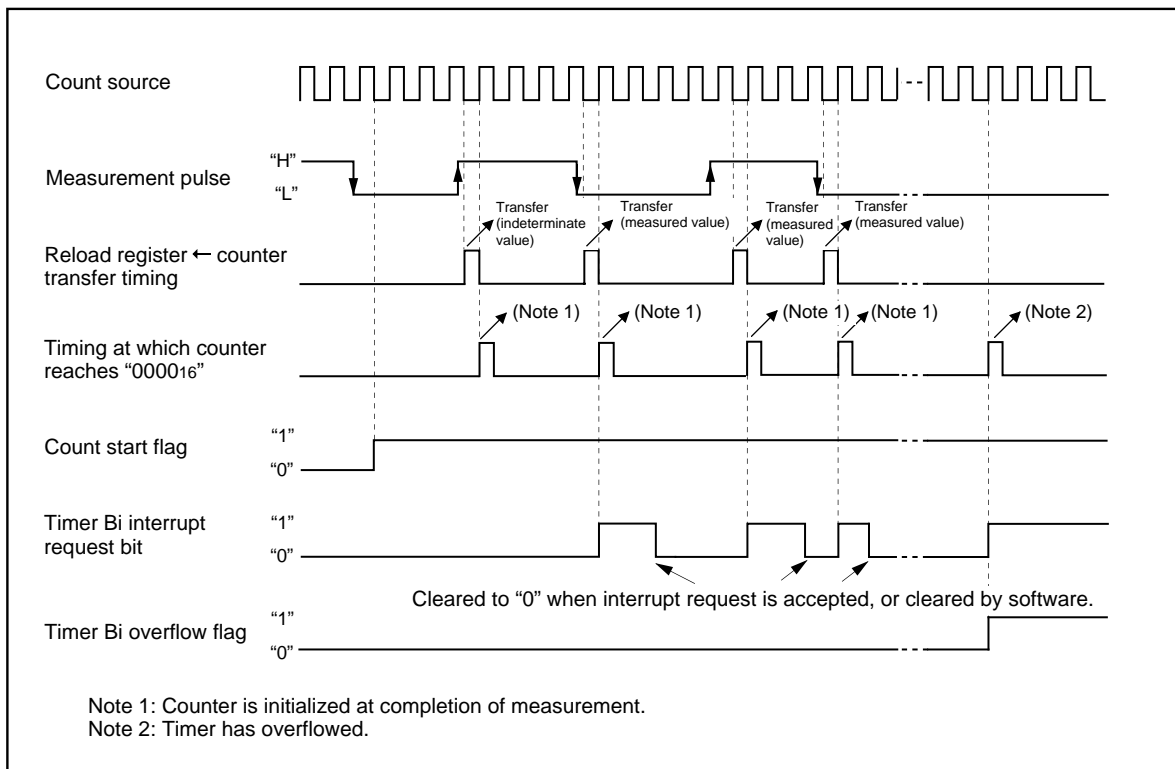 Count source
Measurement pulse
“H”
“L”
Transfer
(indeterminate
value)
Transfer
(measured value)
Transfer
(measured
value)
Transfer
(measured value)
Reload register ← counter
transfer timing
(Note 1)
(Note 1)
(Note 1)
(Note 1)
(Note 2)
Timing at which counter
reaches “000016”
Count start flag
“1”
“0”
Timer Bi interrupt
request bit
“1”
“0”
Cleared to “0” when interrupt request is accepted, or cleared by software.
Timer Bi overflow flag
“1”
“0”
Note 1: Counter is initialized at completion of measurement.
Note 2: Timer has overflowed.